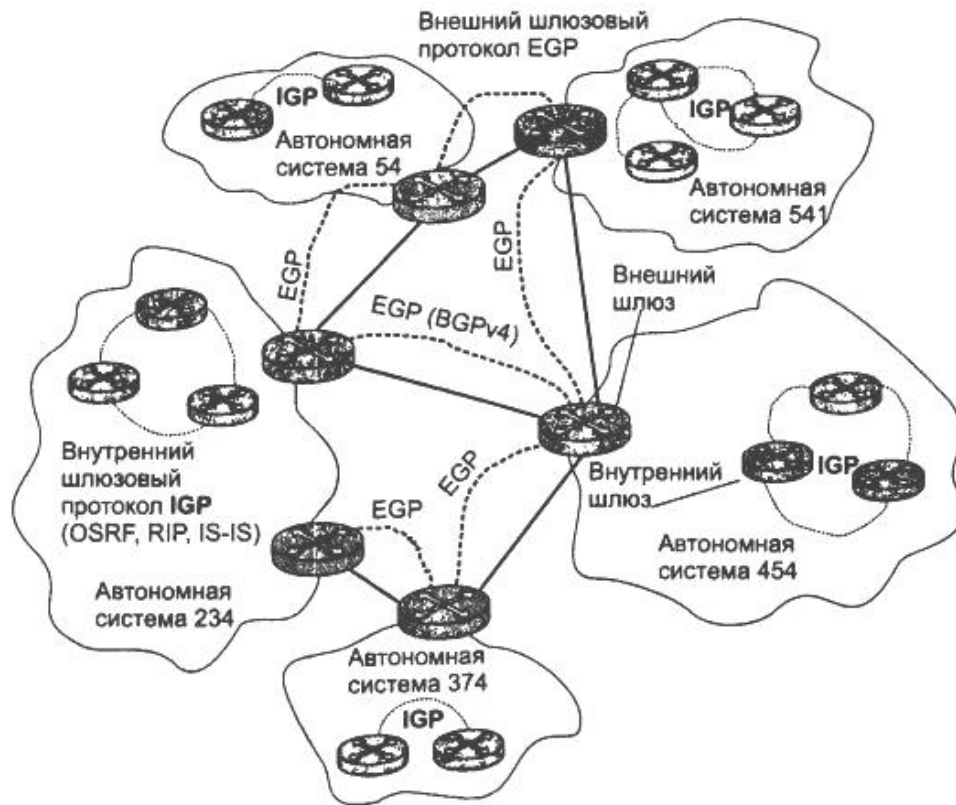 Внешний шлюзовый
протокол EGP
IGP
Автономная
система 54
IGP
Автономная
система 541
EGP
EGP
Внешний
шлюз
EGP (BGPv4)
Внутренний
шлюзовый
протокол IGP
(OSRF, RIP, IS-IS)
EGP
Внутренний
шлюз
IGP
EGP
Автономная
система 454
Автономная
система 234
Автономная
система 374
IGP